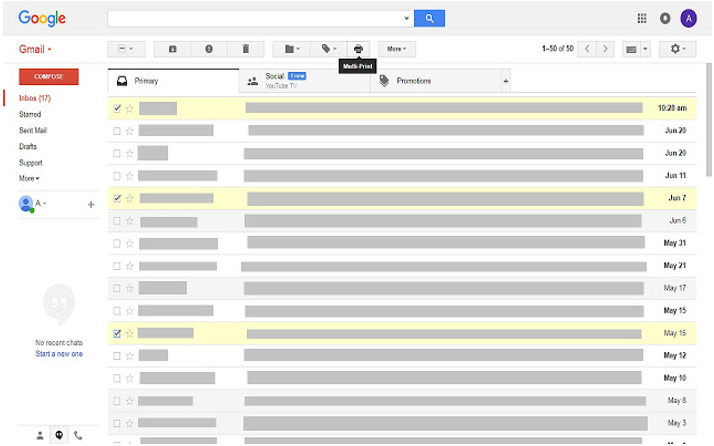 Google
A
Gmail
More
1–50 of 50
Multi-Print
COMPOSE
Primary
Social
1 new
YouTube TV
Promotions
+
Inbox (17)
Starred
Sent Mail
Drafts
Support
More
A
+
10:28 am
Jun 20
Jun 20
Jun 11
Jun 7
Jun 6
May 31
May 21
May 17
May 15
May 15
May 12
May 10
May 8
May 3
No recent chats
Start a new one